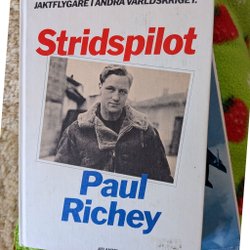 JAKTFLYGARE I ANDRA VÄRLDSKRIGET.
Stridspilot
Paul
Richey